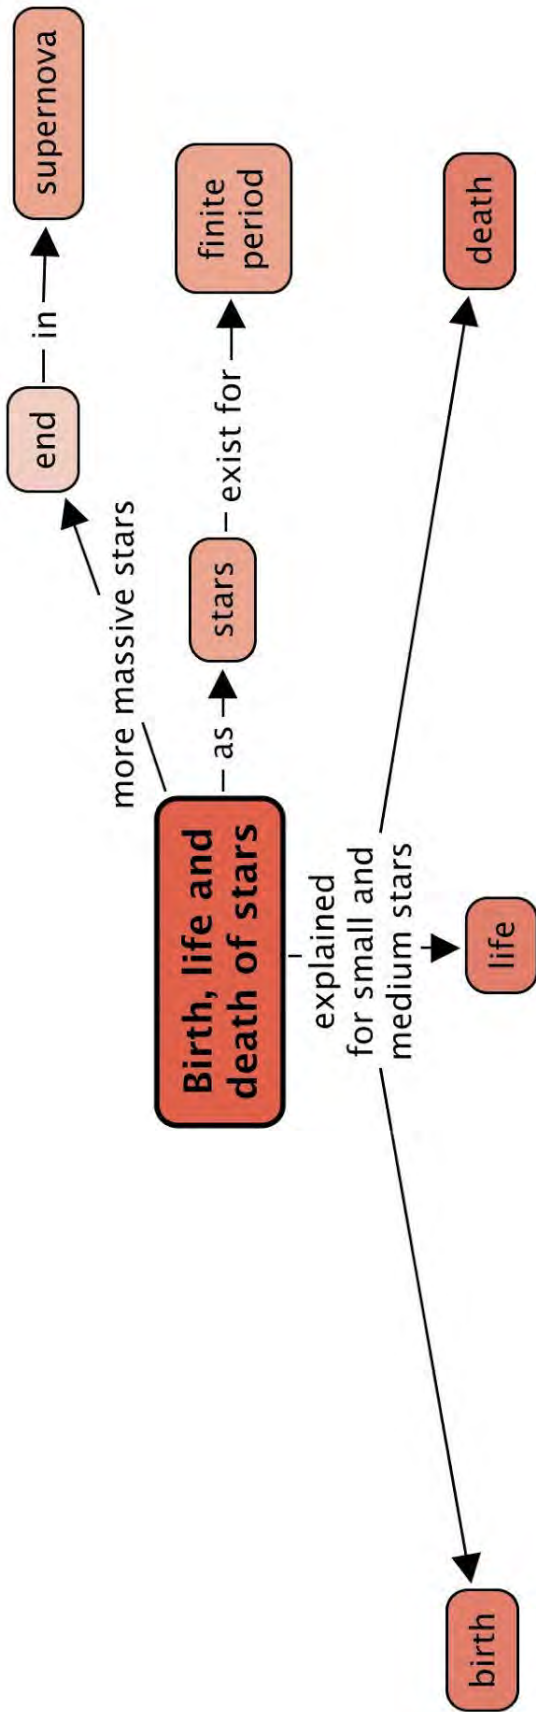 supernova
in
end
more massive stars
finite
period
exist for
stars
as
Birth, life and
death of stars
explained
for small and
medium stars
birth
life
death